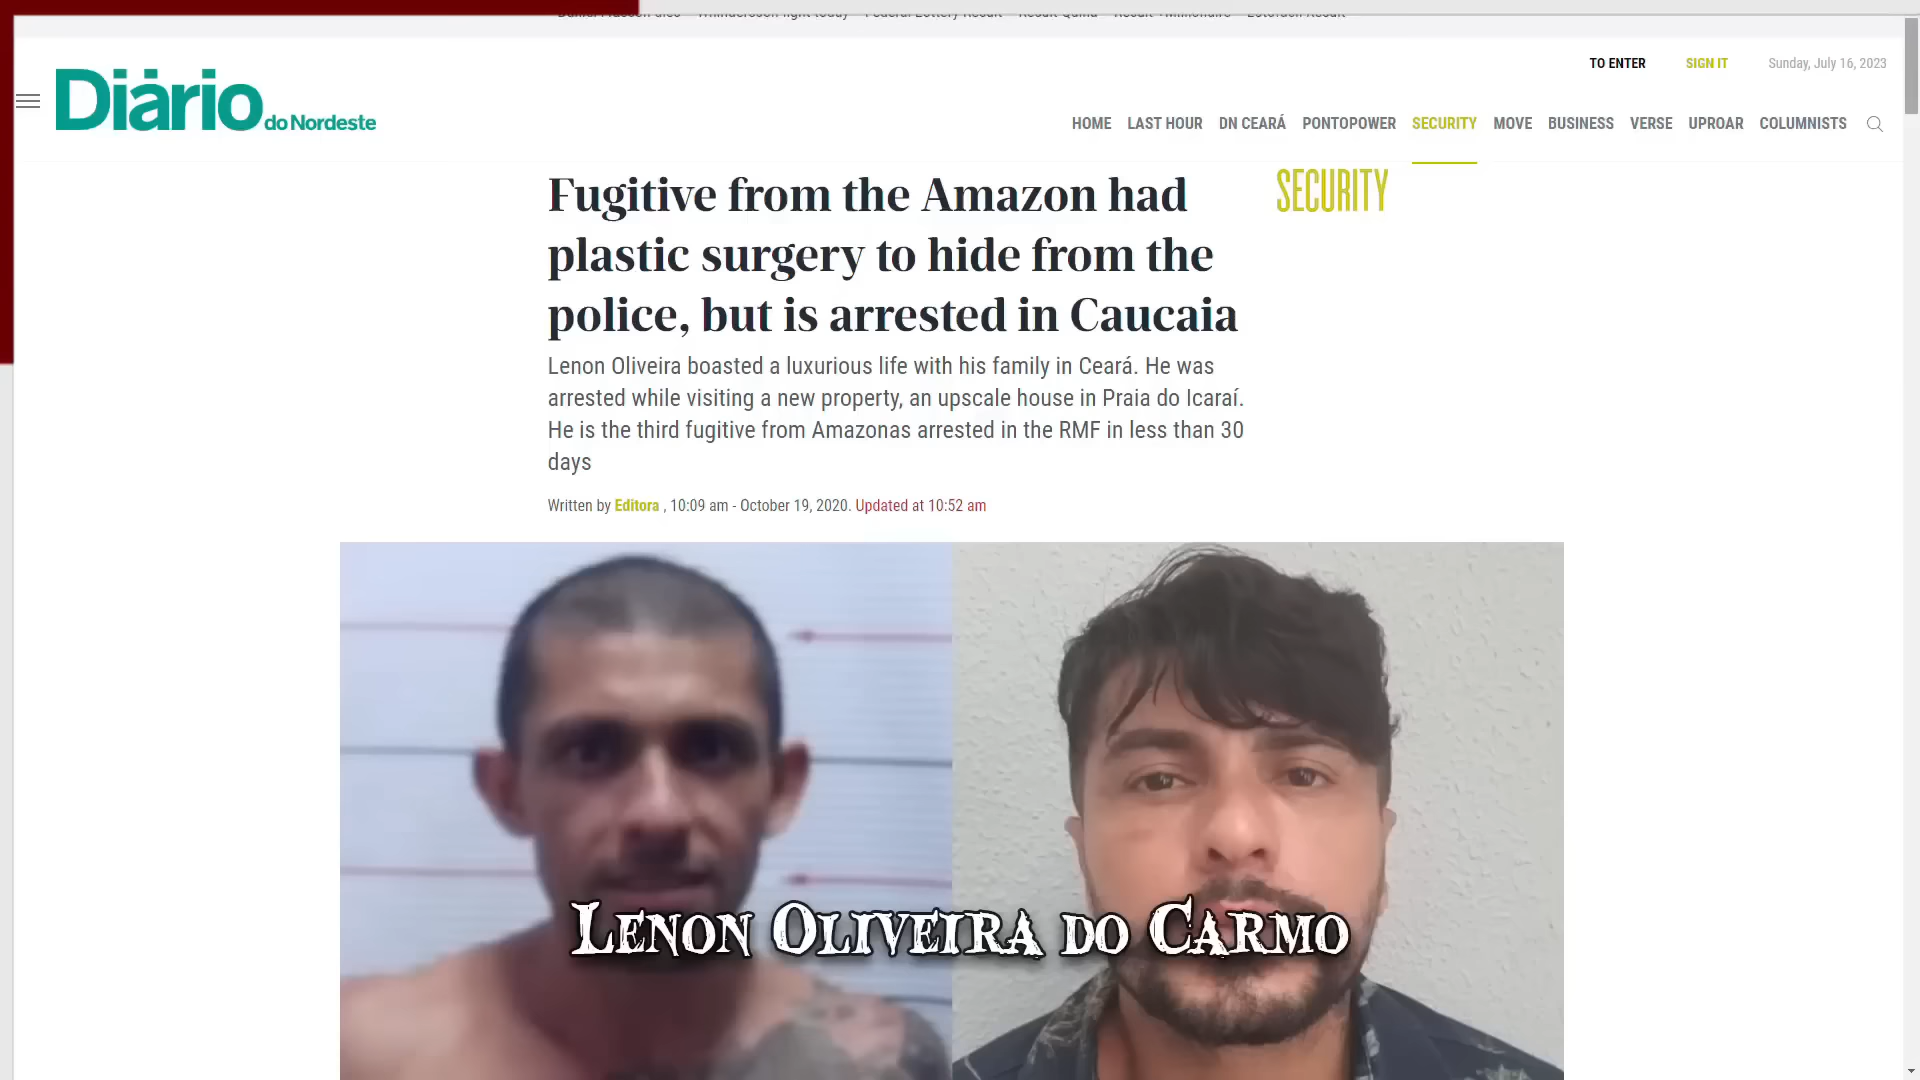 TO ENTER SIGN IT Sunday, July 16, 2023
Diário do Nordeste
HOME LAST HOUR DN CEARÁ PONTOPOWER SECURITY MOVE BUSINESS VERSE UPROAR COLUMNISTS
Fugitive from the Amazon had
plastic surgery to hide from the
police, but is arrested in Caucaia
SECURITY
Lenon Oliveira boasted a luxurious life with his family in Ceará. He was
arrested while visiting a new property, an upscale house in Praia do Icaraí.
He is the third fugitive from Amazonas arrested in the RMF in less than 30
days
Written by Editora , 10:09 am - October 19, 2020. Updated at 10:52 am
LENON OLIVEIRA DO CARMO